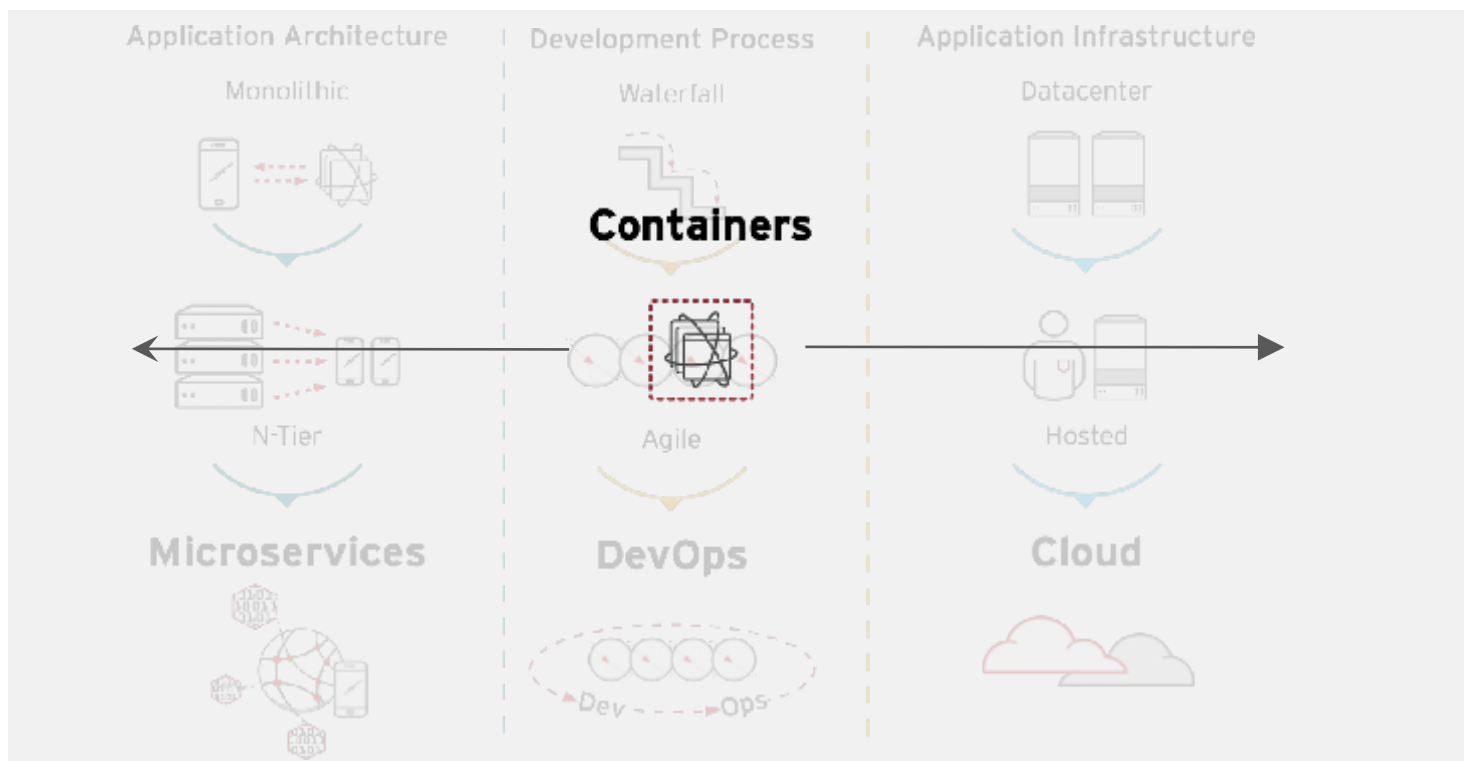 Application Architecture
Development Process
Application Infrastructure
Monolithic
Waterfall
Datacenter
Containers
N-Tier
Agile
Hosted
Microservices
DevOps
Cloud
Dev
Ops